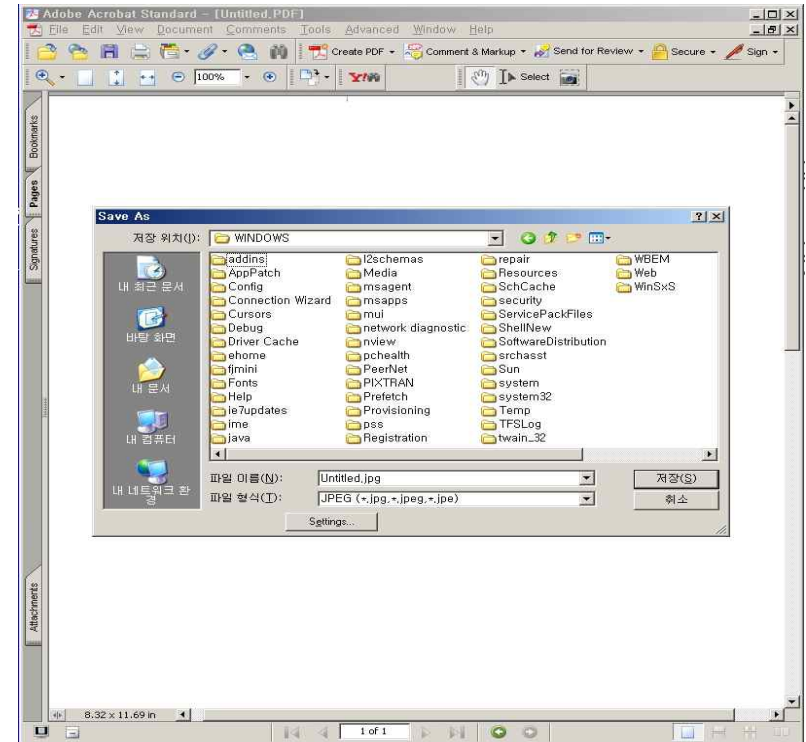 Adobe Acrobat Standard - [Untitled.PDF]
File Edit View Document Comments Tools Advanced Window Help
Create PDF Comment & Markup Send for Review Secure Sign
100% Y! Select
Bookmarks
Pages
Signatures
Attachments
Save As
저장 위치(I): WINDOWS
내 최근 문서
바탕 화면
내 문서
내 컴퓨터
내 네트워크 환경
addins
AppPatch
Config
Connection Wizard
Cursors
Debug
Driver Cache
ehome
fjmini
Fonts
Help
ie7updates
ime
java
l2schemas
Media
msagent
msapps
mui
network diagnostic
nview
pchealth
PeerNet
PIXTRAN
Prefetch
Provisioning
pss
Registration
repair
Resources
SchCache
security
ServicePackFiles
ShellNew
SoftwareDistribution
srchasst
Sun
system
system32
Temp
TFSLog
twain_32
WBEM
Web
WinSxS
파일 이름(N): Untitled.jpg 저장(S)
파일 형식(T): JPEG (*.jpg,*.jpeg,*.jpe) 취소
Settings...
8.32 x 11.69 in
1 of 1